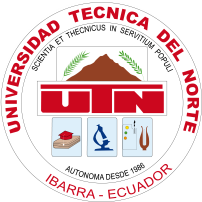 UNIVERSIDAD TECNICA DEL NORTE
SCIENTIA ET THECNICUS IN SERVITIUM POPULI
UTN
AUTONOMA DESDE 1986
IBARRA - ECUADOR